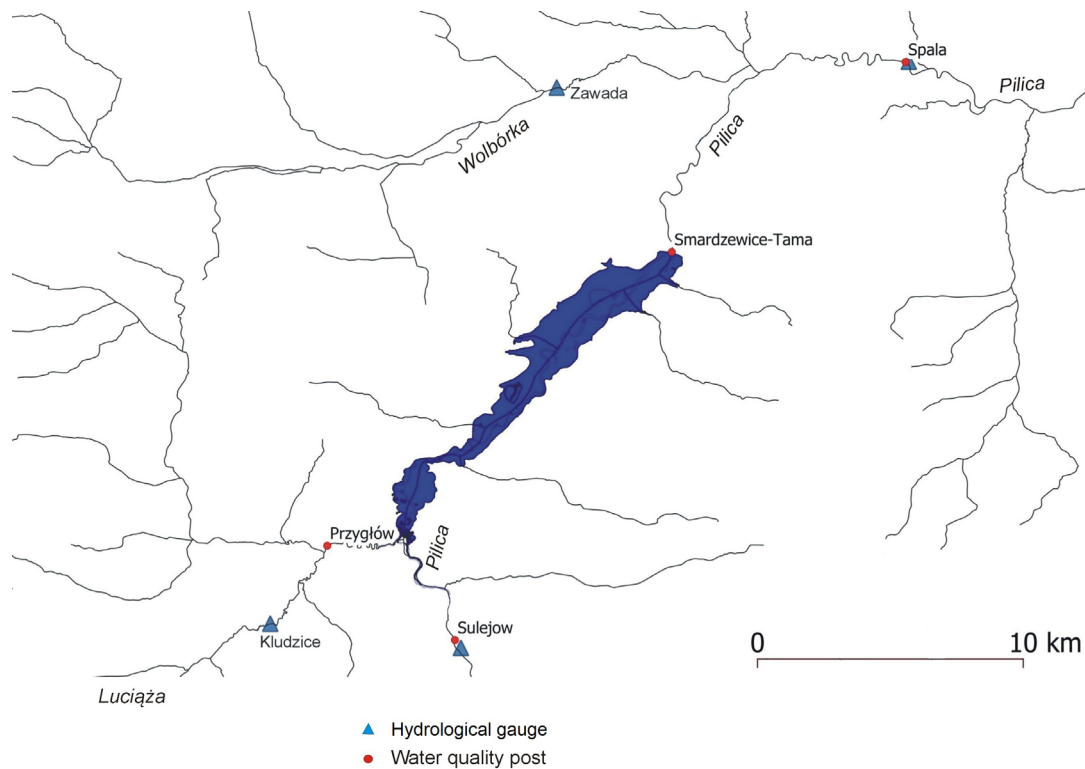 Spala
Pilica
Zawada
Wolbórka
Pilica
Smardzewice-Tama
Przygłów
Pilica
Sulejow
Kludzice
0 10 km
Luciąża
Hydrological gauge
Water quality post